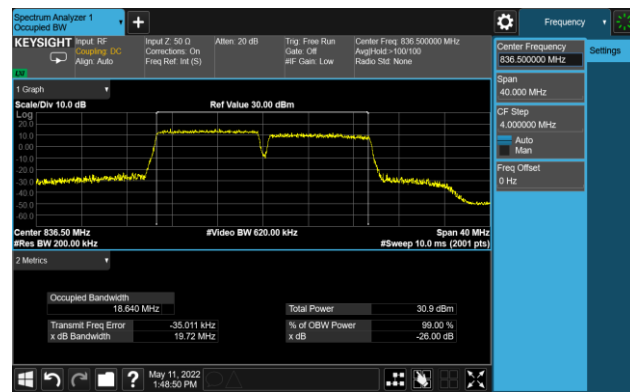 Spectrum Analyzer 1
Occupied BW
+
Frequency
KEYSIGHT
Input: RF
Coupling: DC
Align: Auto
Input Z: 50 Ω
Corrections: On
Freq Ref: Int (S)
Atten: 20 dB
Trig: Free Run
Gate: Off
#IF Gain: Low
Center Freq: 836.500000 MHz
Avg|Hold:>100/100
Radio Std: None
LW
Center Frequency
836.500000 MHz
Settings
Span
40.000 MHz
CF Step
4.000000 MHz
Auto
Man
Freq Offset
0 Hz
1 Graph
Scale/Div 10.0 dB
Ref Value 30.00 dBm
Log
20.0
10.0
0.00
-10.0
-20.0
-30.0
-40.0
-50.0
-60.0
Center 836.50 MHz
#Video BW 620.00 kHz
Span 40 MHz
#Res BW 200.00 kHz
#Sweep 10.0 ms (2001 pts)
2 Metrics
Occupied Bandwidth
18.640 MHz
Total Power 30.9 dBm
Transmit Freq Error -35.011 kHz
% of OBW Power 99.00 %
x dB Bandwidth 19.72 MHz
x dB -26.00 dB
?
May 11, 2022
1:48:50 PM